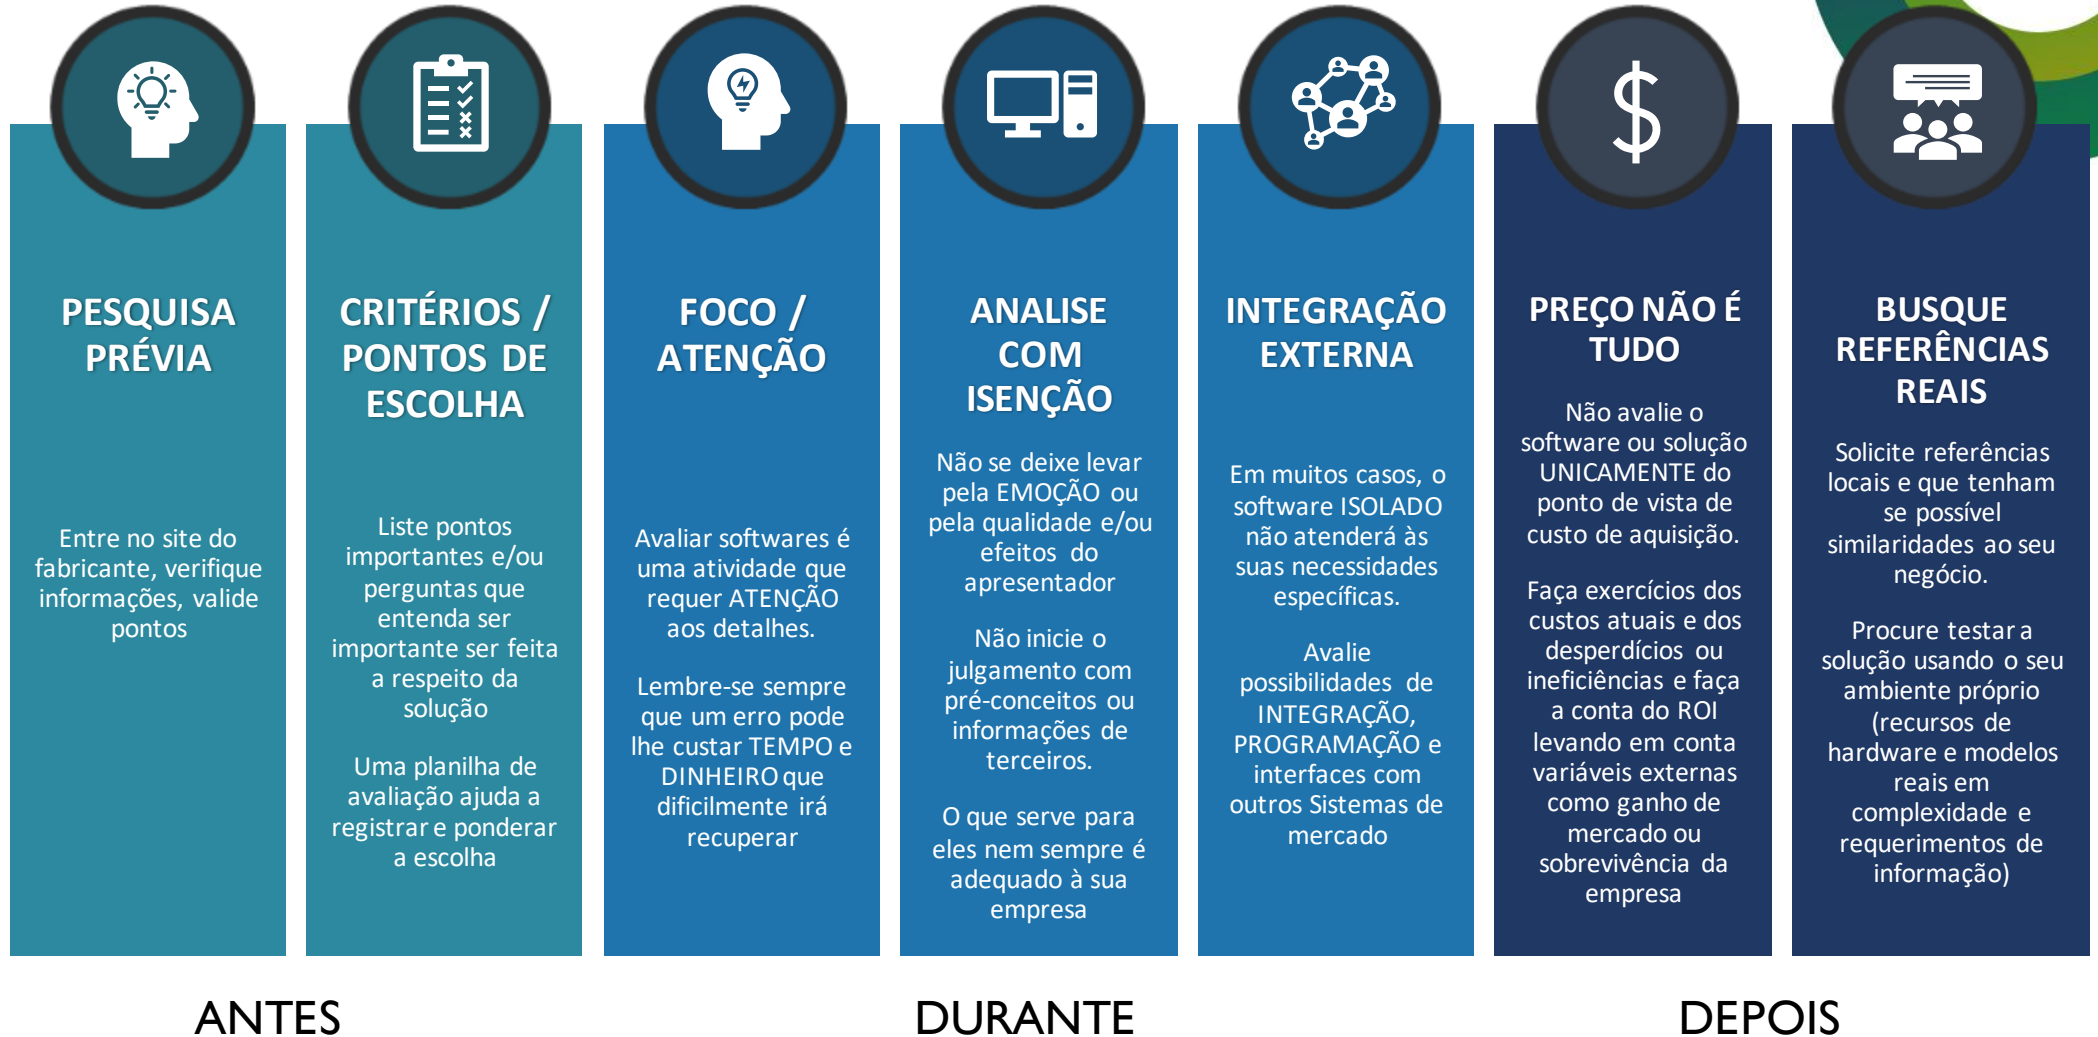 PESQUISA
PRÉVIA
Entre no site do
fabricante, verifique
informações, valide
pontos
CRITÉRIOS /
PONTOS DE
ESCOLHA
Liste pontos
importantes e/ou
perguntas que
entenda ser
importante ser feita
a respeito da
solução
Uma planilha de
avaliação ajuda a
registrar e ponderar
a escolha
FOCO /
ATENÇÃO
Avaliar softwares é
uma atividade que
requer ATENÇÃO
aos detalhes.
Lembre-se sempre
que um erro pode
lhe custar TEMPO e
DINHEIRO que
dificilmente irá
recuperar
ANALISE
COM
ISENÇÃO
Não se deixe levar
pela EMOÇÃO ou
pela qualidade e/ou
efeitos do
apresentador
Não inicie o
julgamento com
pré-conceitos ou
informações de
terceiros.
O que serve para
eles nem sempre é
adequado à sua
empresa
INTEGRAÇÃO
EXTERNA
Em muitos casos, o
software ISOLADO
não atenderá às
suas necessidades
específicas.
Avalie
possibilidades de
INTEGRAÇÃO,
PROGRAMAÇÃO e
interfaces com
outros Sistemas de
mercado
PREÇO NÃO É
TUDO
Não avalie o
software ou solução
UNICAMENTE do
ponto de vista de
custo de aquisição.
Faça exercícios dos
custos atuais e dos
desperdícios ou
ineficiências e faça
a conta do ROI
levando em conta
variáveis externas
como ganho de
mercado ou
sobrevivência da
empresa
BUSQUE
REFERÊNCIAS
REAIS
Solicite referências
locais e que tenham
se possível
similaridades ao seu
negócio.
Procure testar a
solução usando o seu
ambiente próprio
(recursos de
hardware e modelos
reais em
complexidade e
requerimentos de
informação)
ANTES
DURANTE
DEPOIS